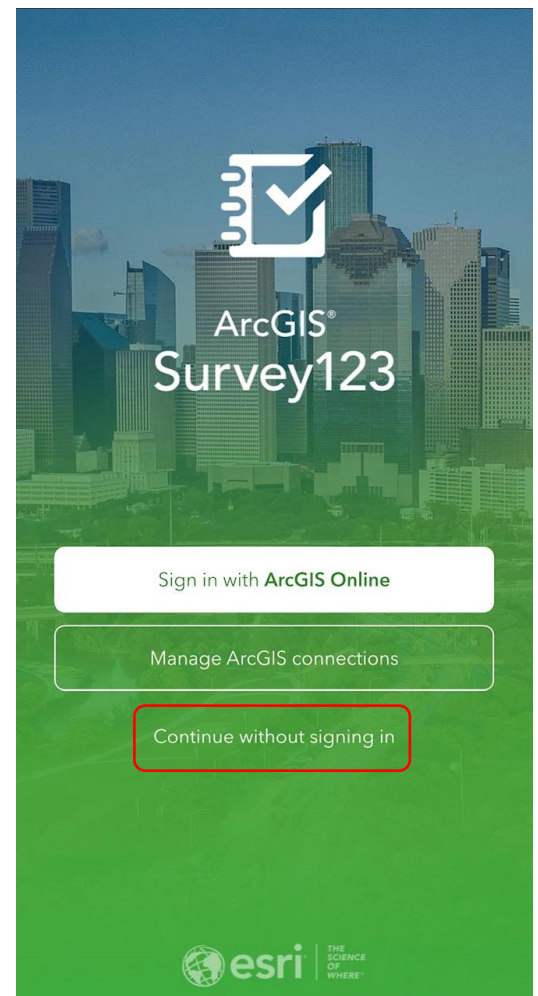 ArcGIS®
Survey123
Sign in with ArcGIS Online
Manage ArcGIS connections
Continue without signing in
esri
THE
SCIENCE
OF
WHERE®